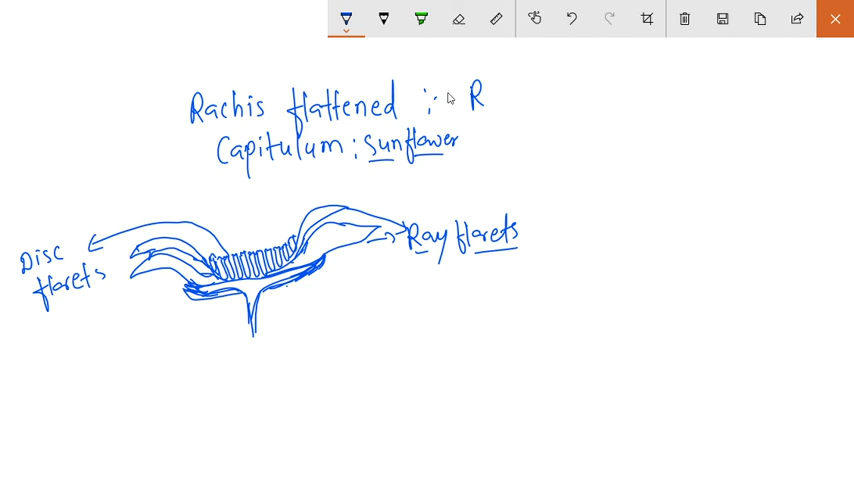 Rachis flattened : R
Capitulum : sunflower
Disc
florets
Ray florets